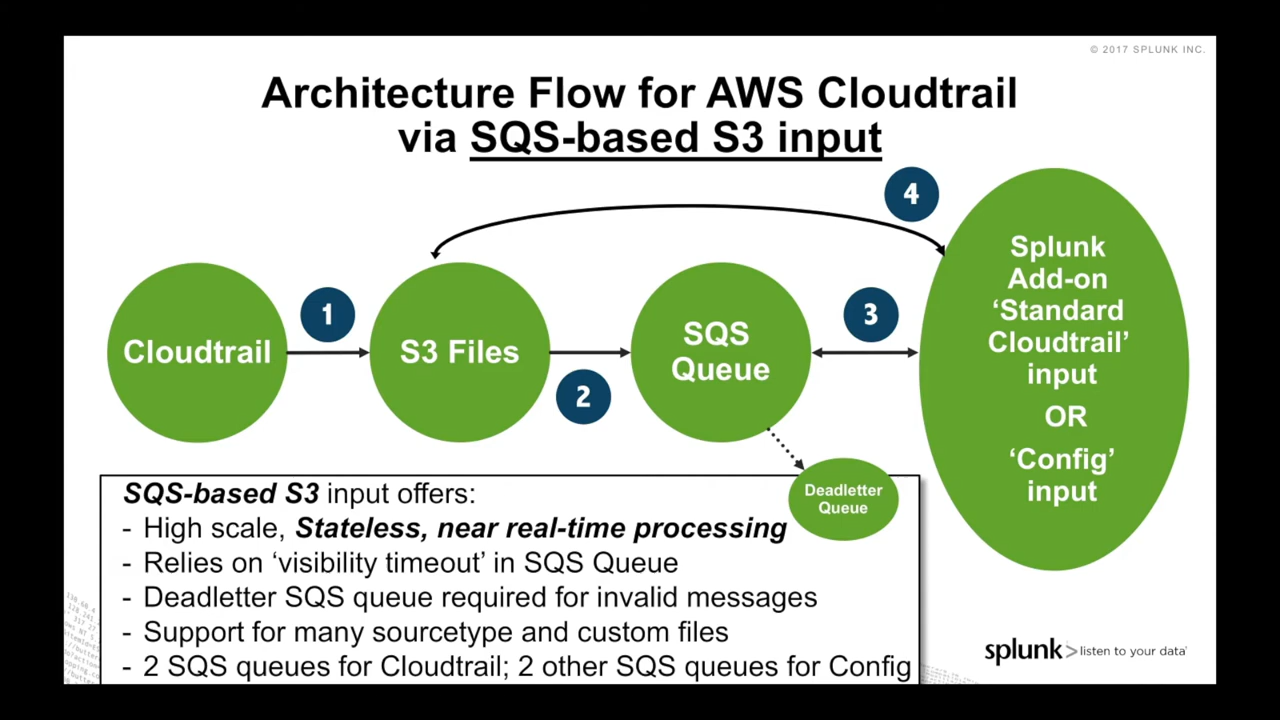 © 2017 SPLUNK INC.
Architecture Flow for AWS Cloudtrail
via SQS-based S3 input
4
1
3
2
Cloudtrail
S3 Files
SQS
Queue
Splunk
Add-on
‘Standard
Cloudtrail’
input
OR
‘Config’
input
Deadletter
Queue
SQS-based S3 input offers:
- High scale, Stateless, near real-time processing
- Relies on ‘visibility timeout’ in SQS Queue
- Deadletter SQS queue required for invalid messages
- Support for many sourcetype and custom files
- 2 SQS queues for Cloudtrail; 2 other SQS queues for Config
splunk> listen to your data